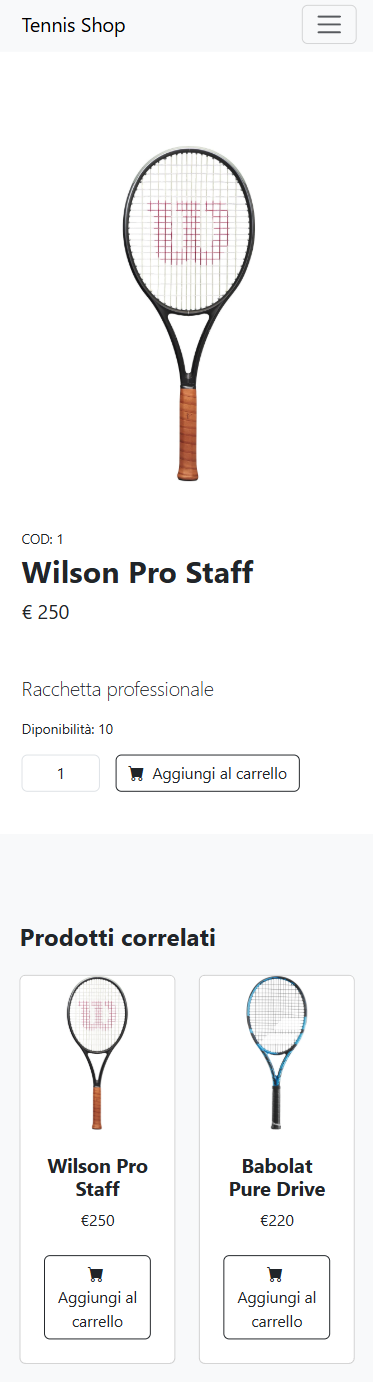 Tennis Shop
W
COD: 1
Wilson Pro Staff
€ 250
Racchetta professionale
Diponibilità: 10
1 Aggiungi al carrello
Prodotti correlati
W
Wilson Pro
Staff
€250
Aggiungi al
carrello
Babolat
Pure Drive
€220
Aggiungi al
carrello